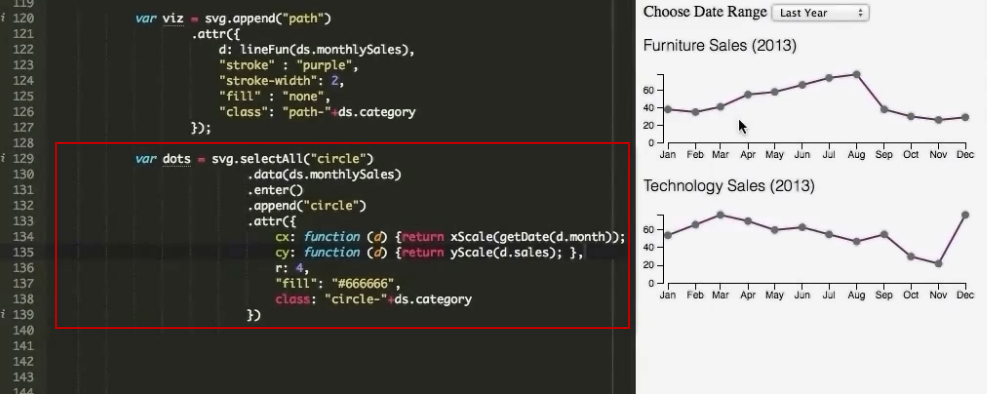 119
i 120 var viz = svg.append("path")
121 .attr({
122 d: lineFun(ds.monthlySales),
123 "stroke" : "purple",
124 "stroke-width": 2,
125 "fill" : "none",
126 "class": "path-"+ds.category
127 });
128
i 129 var dots = svg.selectAll("circle")
130 .data(ds.monthlySales)
131 .enter()
132 .append("circle")
133 .attr({
134 cx: function (d) {return xScale(getDate(d.month));
135 cy: function (d) {return yScale(d.sales); },
136 r: 4,
137 "fill": "#666666",
138 class: "circle-"+ds.category
i 139 })
140
141
142
143
144
Choose Date Range Last Year
Furniture Sales (2013)
60
40
20
0
Jan Feb Mar Apr May Jun Jul Aug Sep Oct Nov Dec
Technology Sales (2013)
60
40
20
0
Jan Feb Mar Apr May Jun Jul Aug Sep Oct Nov Dec